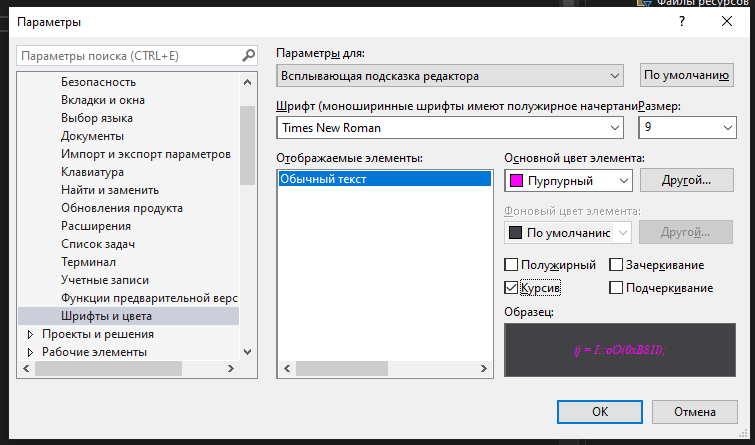 Файлы ресурсов
Параметры
?
Параметры поиска (CTRL+E)
Безопасность
Вкладки и окна
Выбор языка
Документы
Импорт и экспорт параметров
Клавиатура
Найти и заменить
Обновления продукта
Расширения
Список задач
Терминал
Учетные записи
Функции предварительной верс
Шрифты и цвета
Проекты и решения
Рабочие элементы
Параметры для:
Всплывающая подсказка редактора
По умолчанию
Шрифт (моноширинные шрифты имеют полужирное начертани
Размер:
Times New Roman
9
Отображаемые элементы:
Обычный текст
Основной цвет элемента:
Пурпурный
Другой...
Фоновый цвет элемента:
По умолчанию
Другой...
Полужирный
Зачеркивание
Курсив
Подчеркивание
Образец:
ij = I::oO(0xB81l);
ОК
Отмена